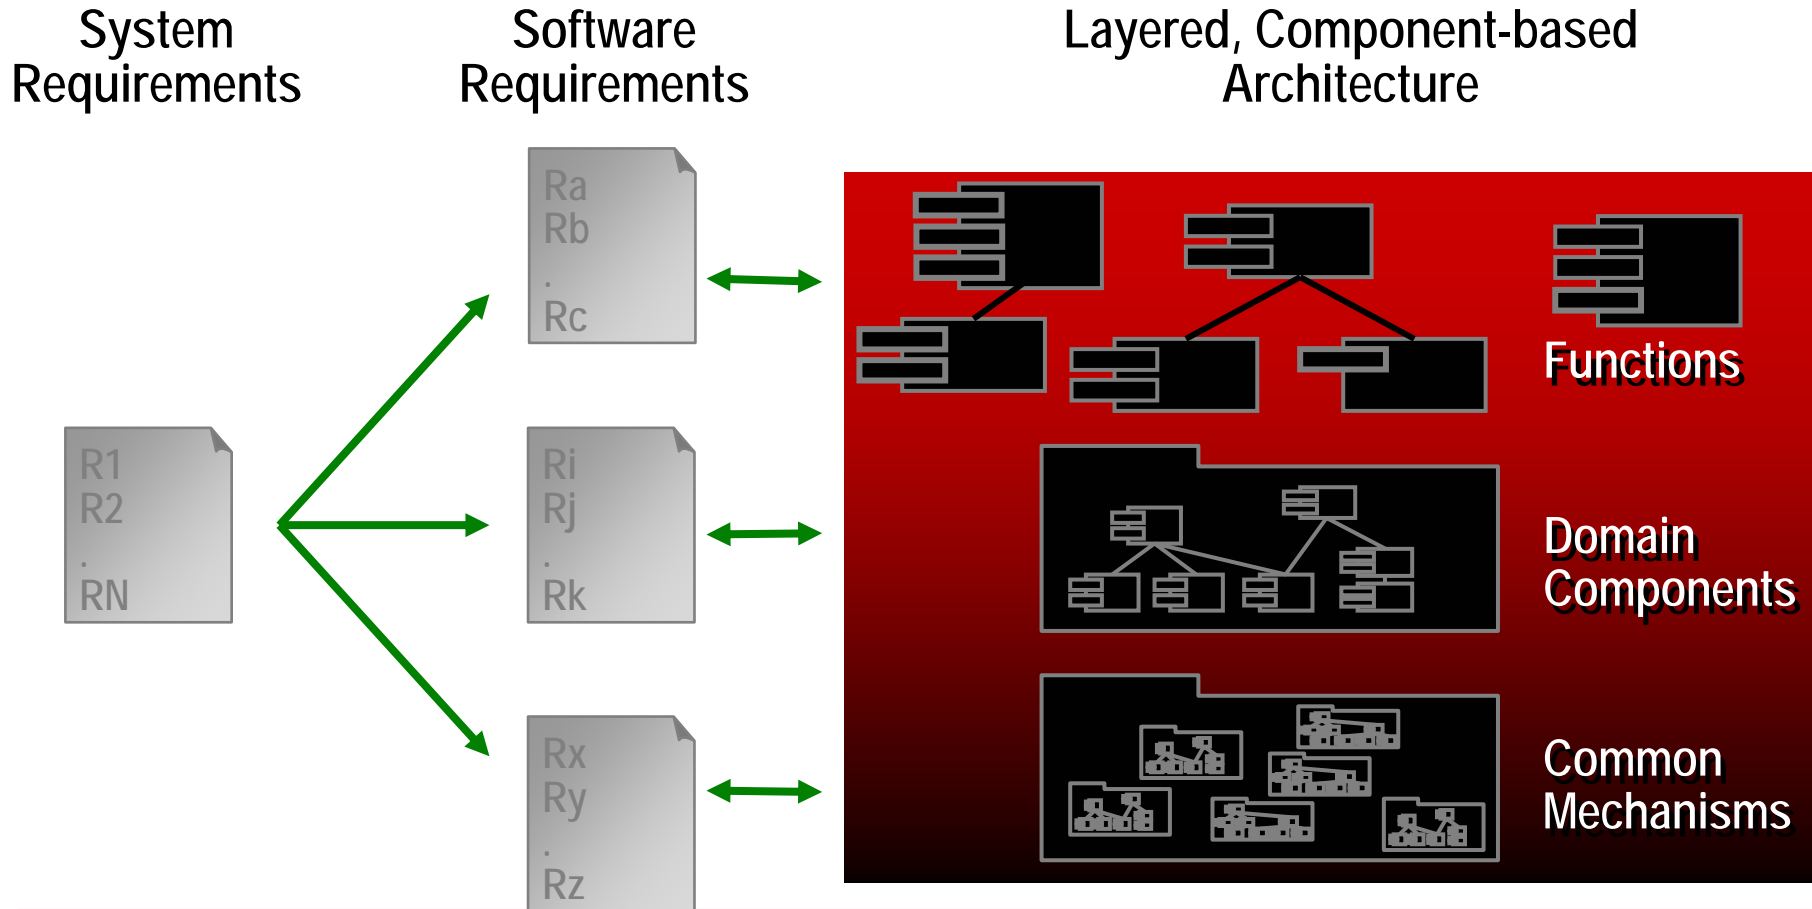 System
Requirements
Software
Requirements
Layered, Component-based
Architecture
R1
R2
.
RN
Ra
Rb
.
Rc
Ri
Rj
.
Rk
Rx
Ry
.
Rz
Functions
Domain
Components
Common
Mechanisms